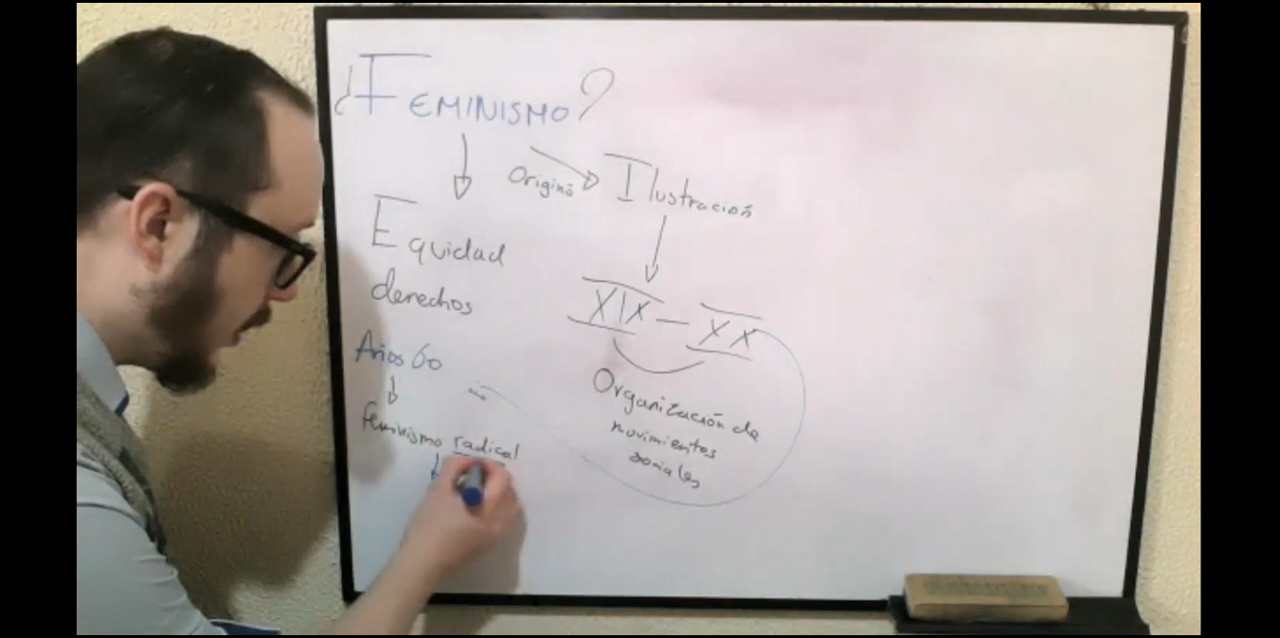 ¿FEMINISMO?
Originó
Ilustración
Equidad
derechos
XIX - XX
Organización de
movimientos
sociales
Años 60
Feminismo radical